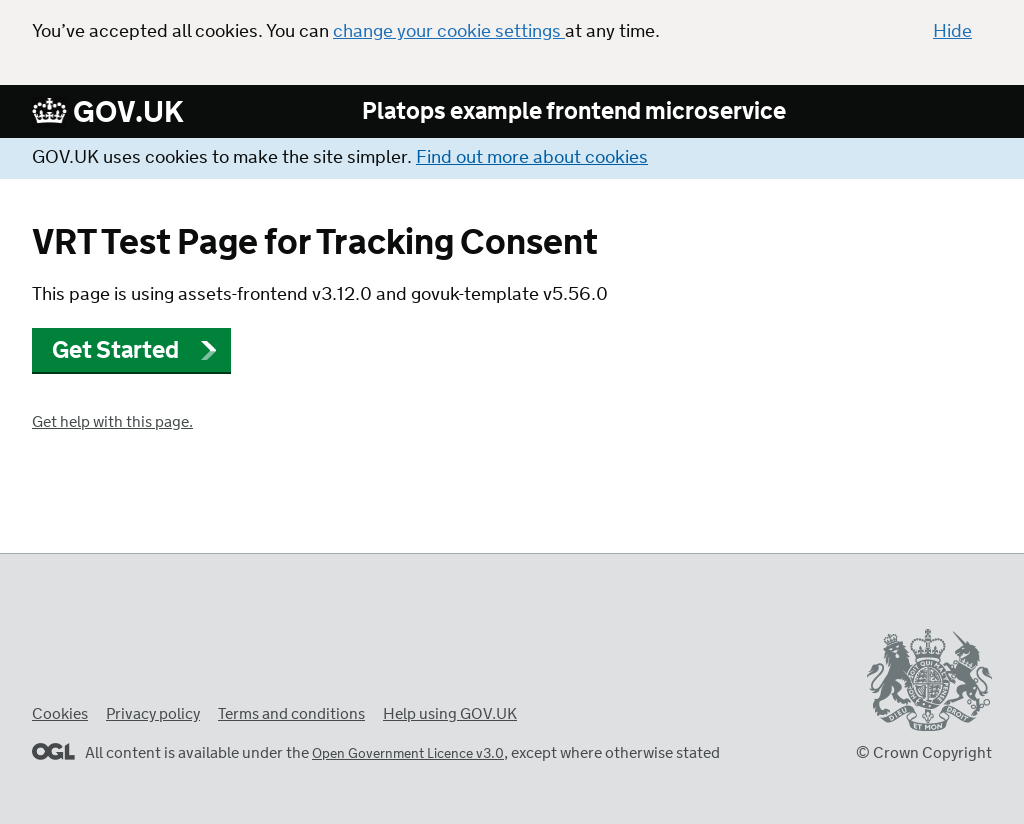 You’ve accepted all cookies. You can change your cookie settings at any time. Hide
GOV.UK Platops example frontend microservice
GOV.UK uses cookies to make the site simpler. Find out more about cookies
VRT Test Page for Tracking Consent
This page is using assets-frontend v3.12.0 and govuk-template v5.56.0
Get Started
Get help with this page.
Cookies Privacy policy Terms and conditions Help using GOV.UK
OGL All content is available under the Open Government Licence v3.0, except where otherwise stated
DIEU ET MON DROIT
© Crown Copyright